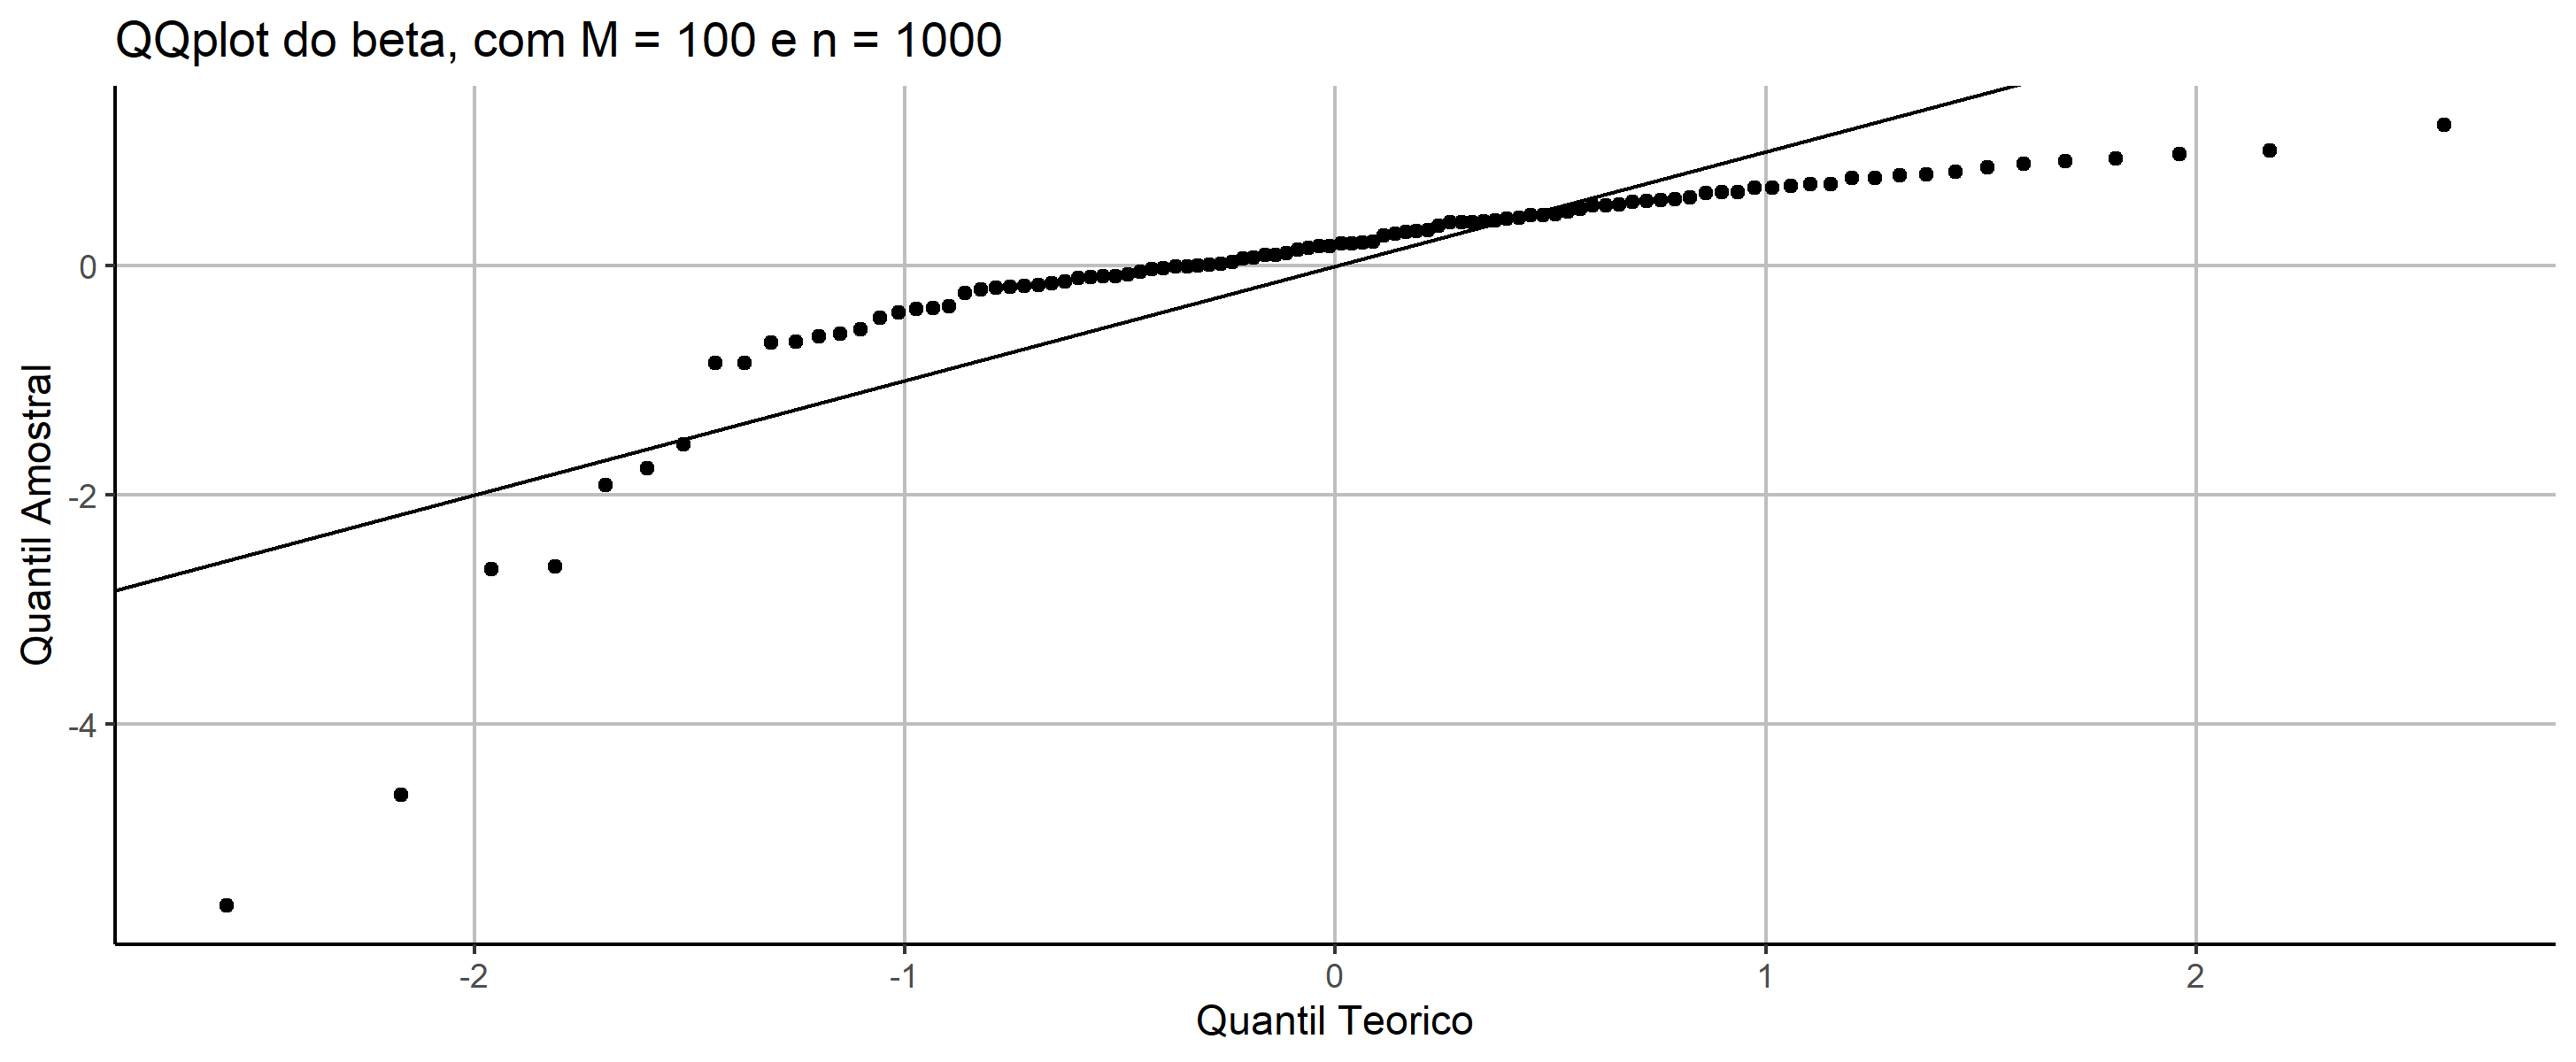 QQplot do beta, com M = 100 e n = 1000
Quantil Amostral
0
-2
-4
-2
-1
0
1
2
Quantil Teorico